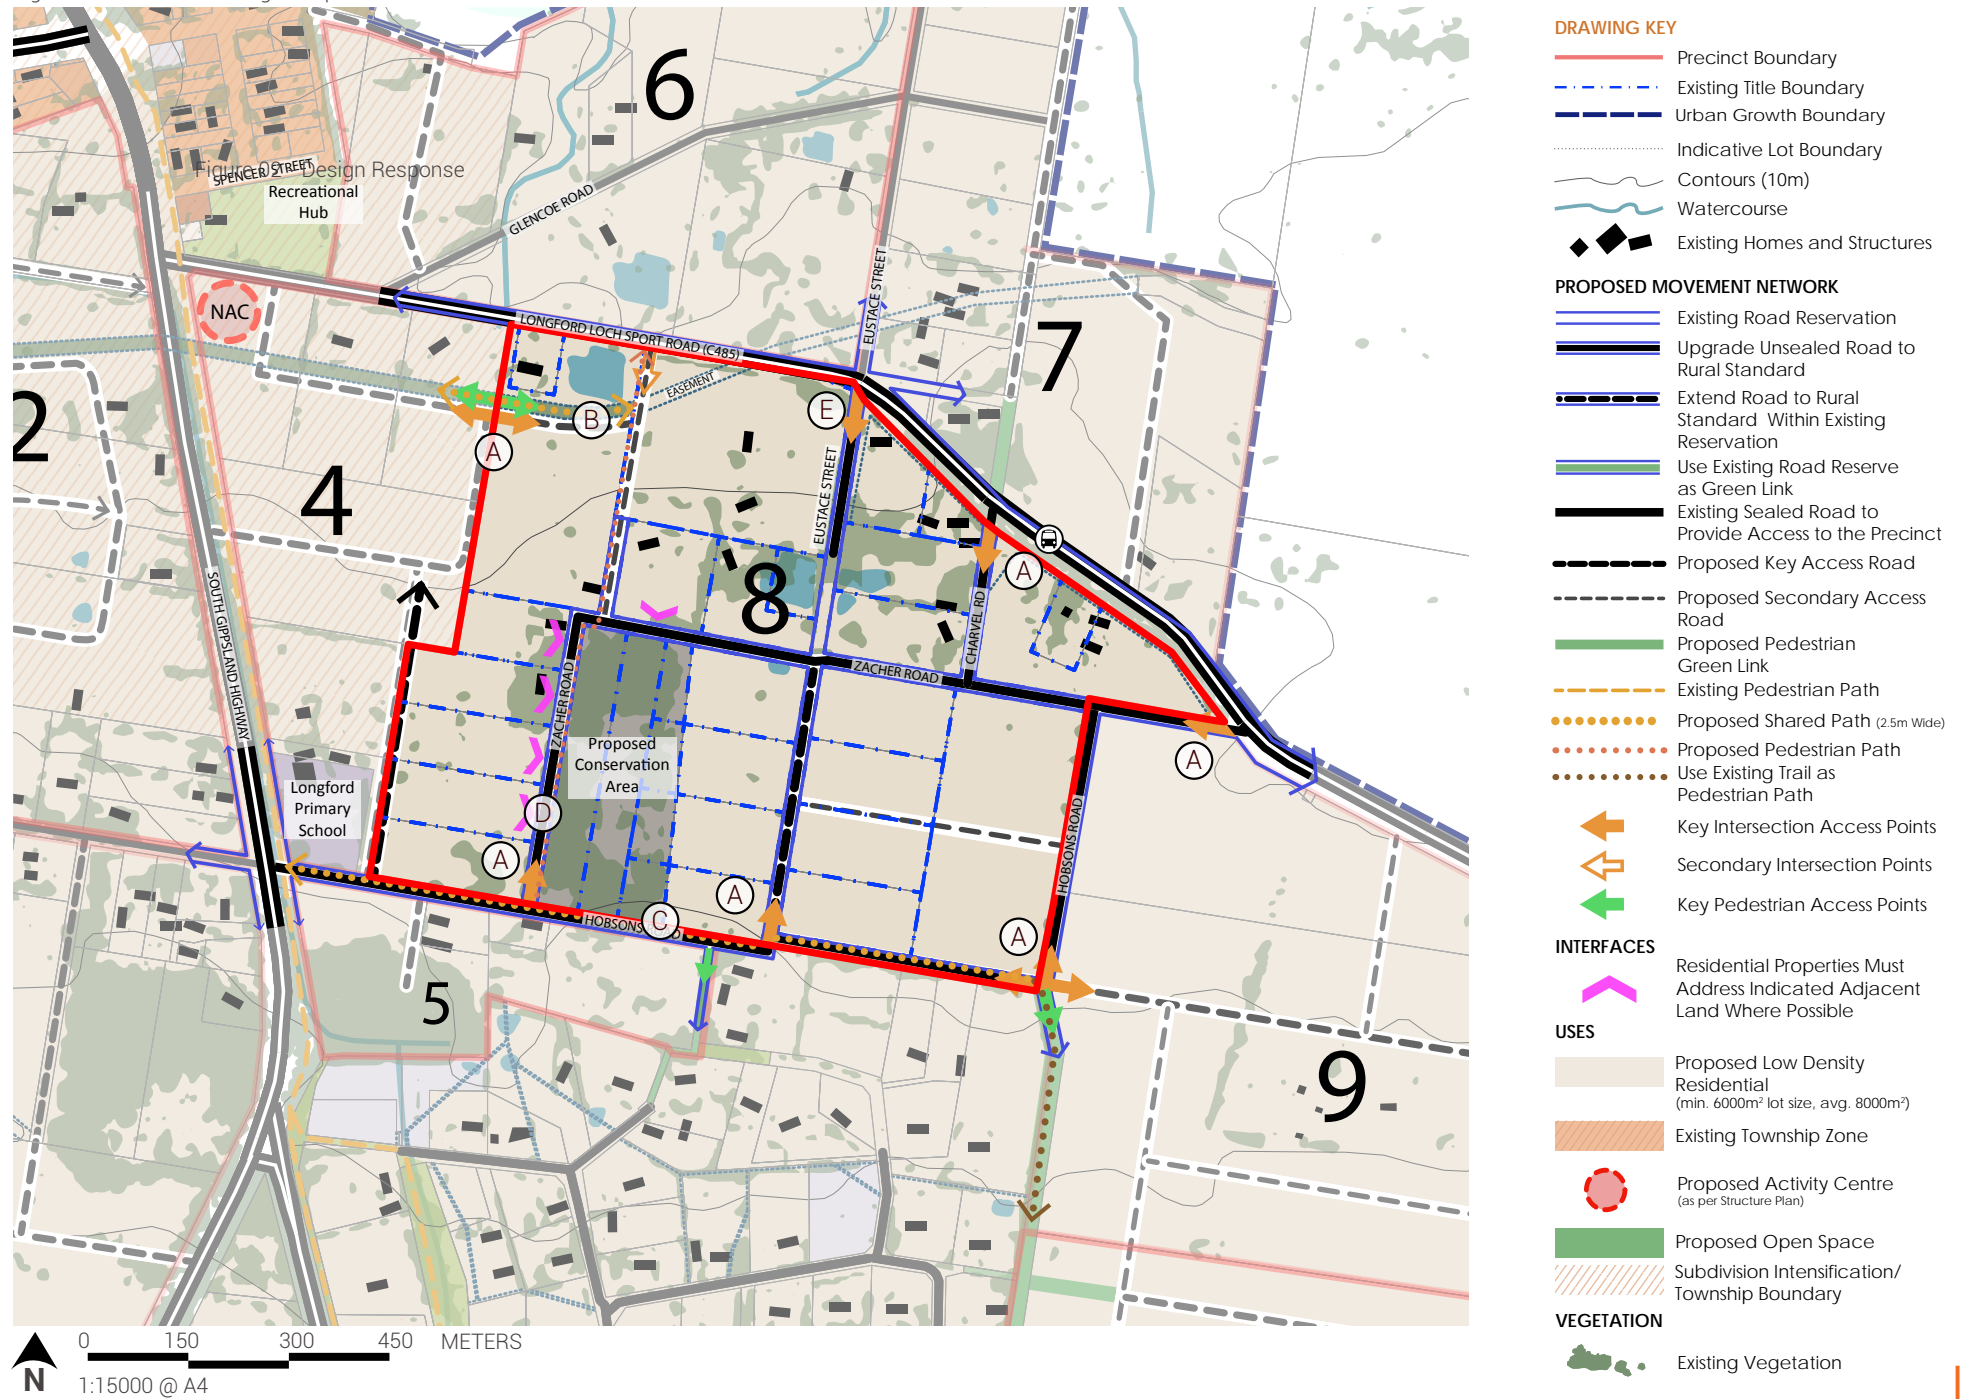 Figure 09 - Design Response
SPENCER STREET
Recreational
Hub
6
GLENCOE ROAD
NAC
LONGFORD LOCH SPORT ROAD (C485)
EUSTACE STREET
7
EASEMENT
2
4
A
B
E
EUSTACE STREET
SOUTH GIPPSLAND HIGHWAY
8
A
CHARVEL RD
ZACHER ROAD
ZACHER ROAD
Proposed
Conservation
Area
A
Longford
Primary
School
D
HOBSONS ROAD
A
A
A
C
HOBSONS ROAD
5
9
N
0 150 300 450 METERS
1:15000 @ A4
DRAWING KEY
Precinct Boundary
Existing Title Boundary
Urban Growth Boundary
Indicative Lot Boundary
Contours (10m)
Watercourse
Existing Homes and Structures
PROPOSED MOVEMENT NETWORK
Existing Road Reservation
Upgrade Unsealed Road to
Rural Standard
Extend Road to Rural
Standard Within Existing
Reservation
Use Existing Road Reserve
as Green Link
Existing Sealed Road to
Provide Access to the Precinct
Proposed Key Access Road
Proposed Secondary Access
Road
Proposed Pedestrian
Green Link
Existing Pedestrian Path
Proposed Shared Path (2.5m Wide)
Proposed Pedestrian Path
Use Existing Trail as
Pedestrian Path
Key Intersection Access Points
Secondary Intersection Points
Key Pedestrian Access Points
INTERFACES
Residential Properties Must
Address Indicated Adjacent
Land Where Possible
USES
Proposed Low Density
Residential
(min. 6000m² lot size, avg. 8000m²)
Existing Township Zone
Proposed Activity Centre
(as per Structure Plan)
Proposed Open Space
Subdivision Intensification/
Township Boundary
VEGETATION
Existing Vegetation